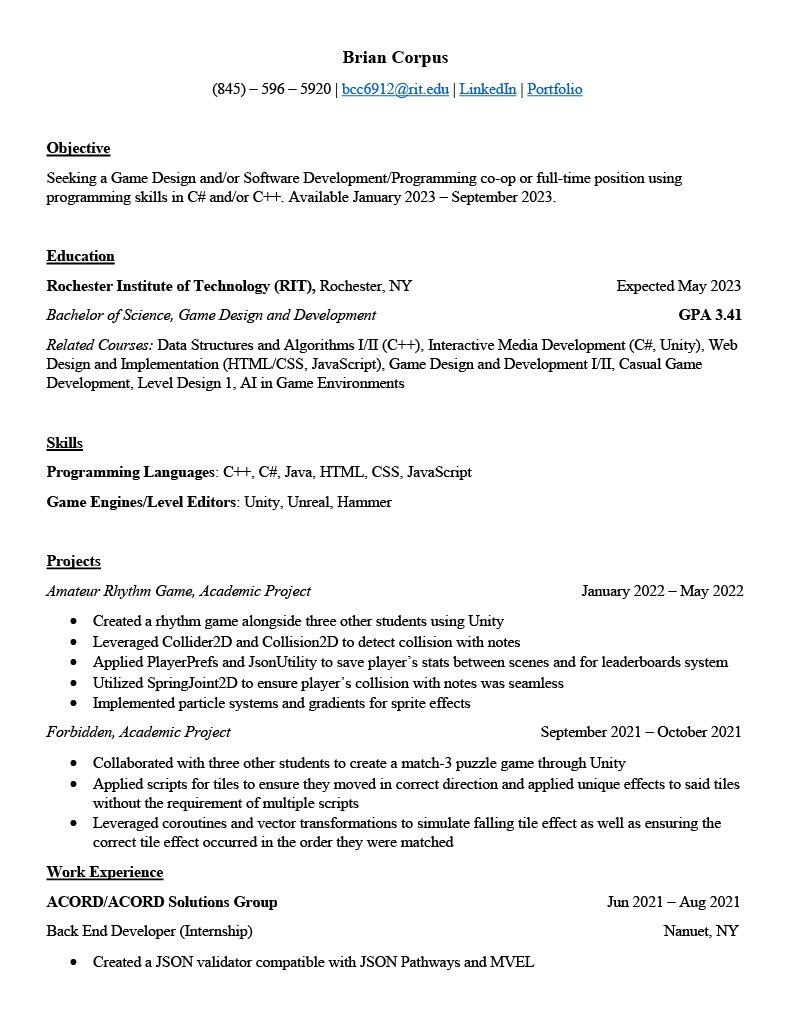 Brian Corpus
(845) – 596 – 5920 | bcc6912@rit.edu | LinkedIn | Portfolio
Objective
Seeking a Game Design and/or Software Development/Programming co-op or full-time position using
programming skills in C# and/or C++. Available January 2023 – September 2023.
Education
Rochester Institute of Technology (RIT), Rochester, NY Expected May 2023
Bachelor of Science, Game Design and Development GPA 3.41
Related Courses: Data Structures and Algorithms I/II (C++), Interactive Media Development (C#, Unity), Web
Design and Implementation (HTML/CSS, JavaScript), Game Design and Development I/II, Casual Game
Development, Level Design 1, AI in Game Environments
Skills
Programming Languages: C++, C#, Java, HTML, CSS, JavaScript
Game Engines/Level Editors: Unity, Unreal, Hammer
Projects
Amateur Rhythm Game, Academic Project January 2022 – May 2022
• Created a rhythm game alongside three other students using Unity
• Leveraged Collider2D and Collision2D to detect collision with notes
• Applied PlayerPrefs and JsonUtility to save player's stats between scenes and for leaderboards system
• Utilized SpringJoint2D to ensure player's collision with notes was seamless
• Implemented particle systems and gradients for sprite effects
Forbidden, Academic Project September 2021 – October 2021
• Collaborated with three other students to create a match-3 puzzle game through Unity
• Applied scripts for tiles to ensure they moved in correct direction and applied unique effects to said tiles
without the requirement of multiple scripts
• Leveraged coroutines and vector transformations to simulate falling tile effect as well as ensuring the
correct tile effect occurred in the order they were matched
Work Experience
ACORD/ACORD Solutions Group Jun 2021 – Aug 2021
Back End Developer (Internship) Nanuet, NY
• Created a JSON validator compatible with JSON Pathways and MVEL